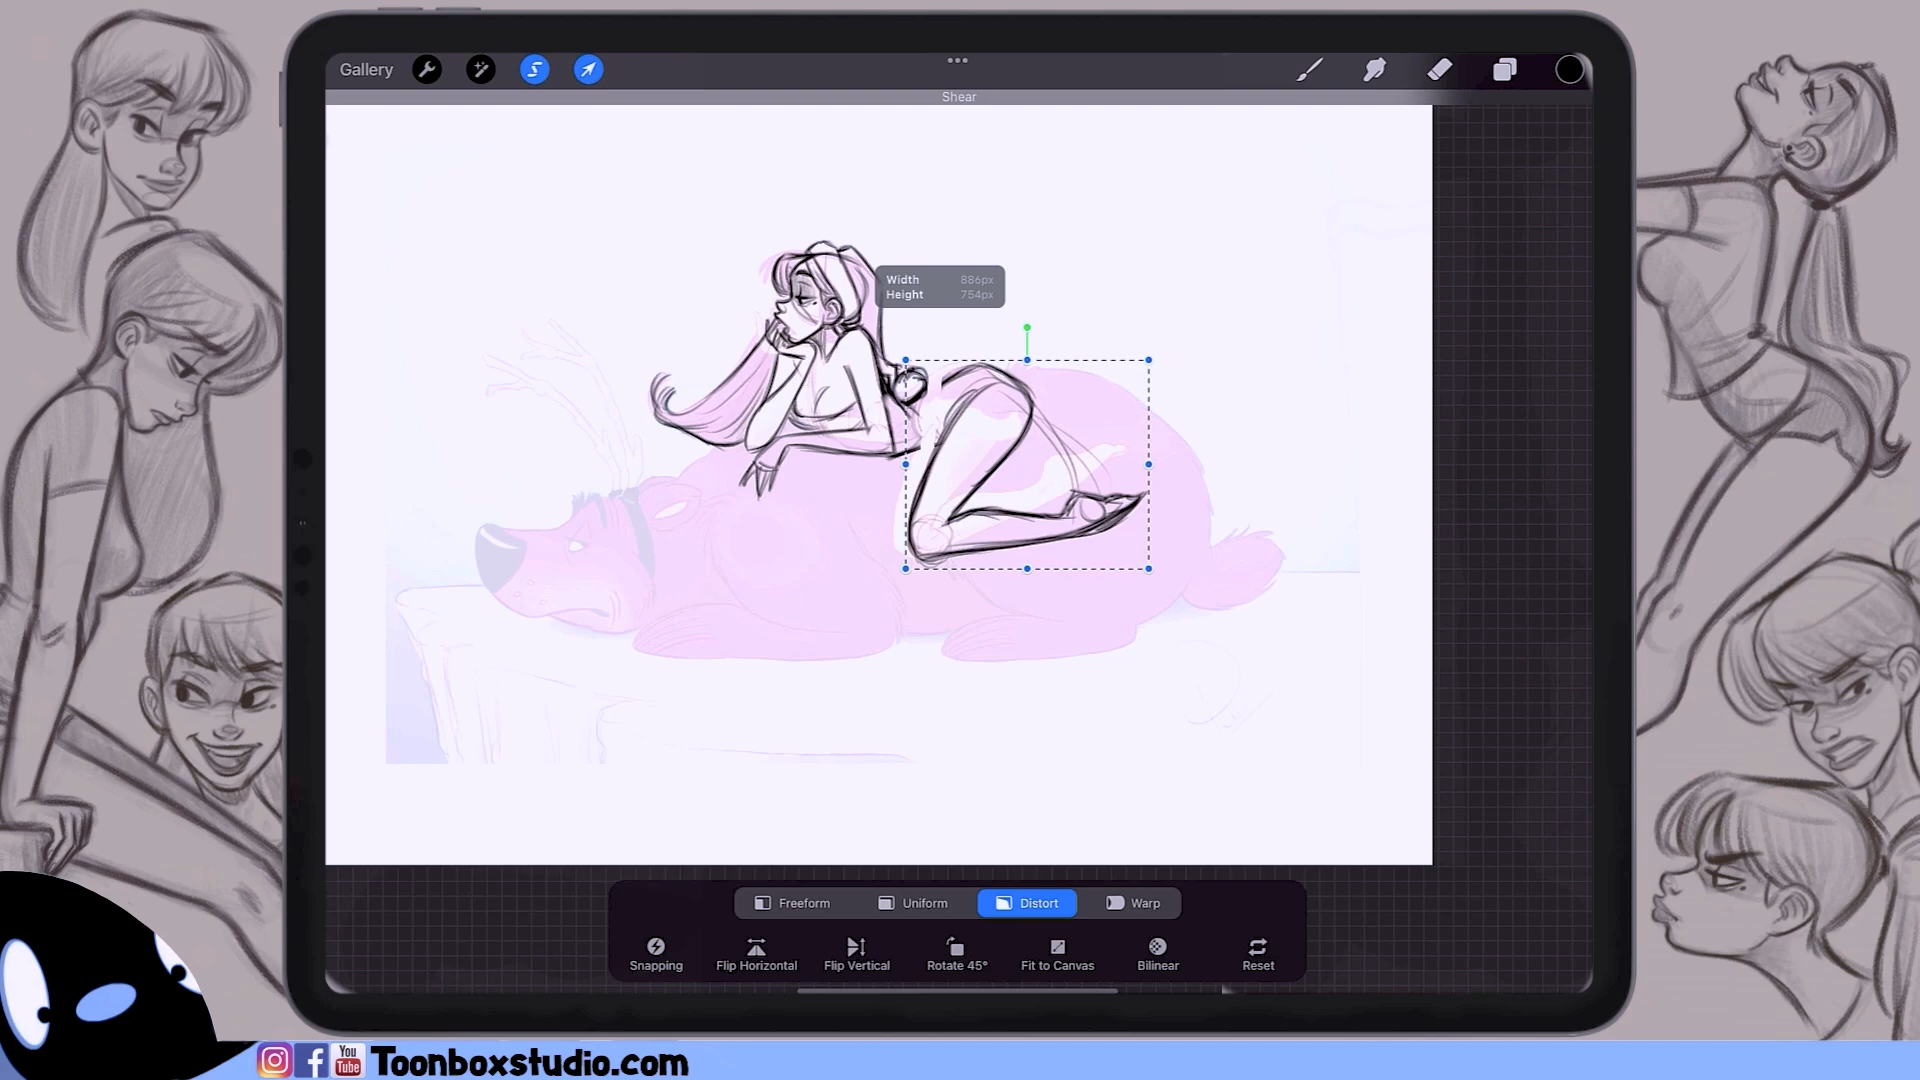 Gallery
Shear
Width 886px
Height 754px
Freeform Uniform Distort Warp
Snapping Flip Horizontal Flip Vertical Rotate 45° Fit to Canvas Bilinear Reset
You
Tube
Toonboxstudio.com